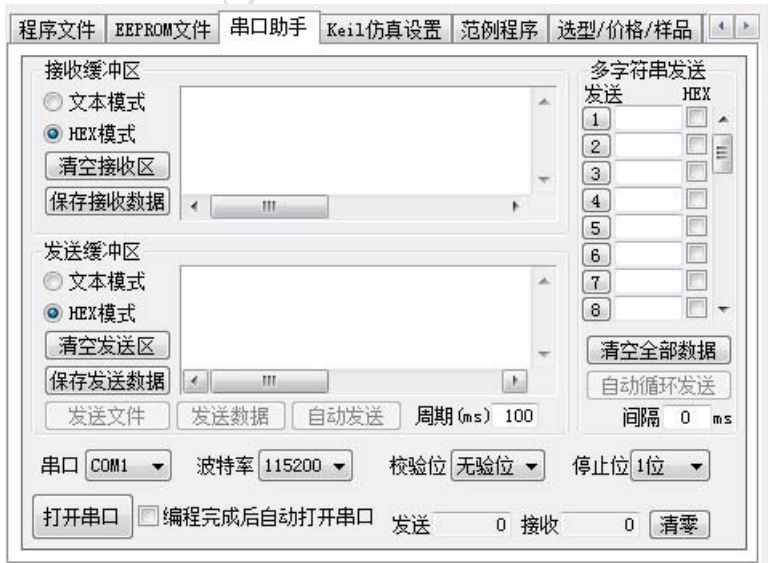 程序文件 EEPROM文件 串口助手 Keil仿真设置 范例程序 选型/价格/样品
接收缓冲区
文本模式
HEX模式
清空接收区
保存接收数据
发送缓冲区
文本模式
HEX模式
清空发送区
保存发送数据
发送文件 发送数据 自动发送 周期(ms) 100
多字符串发送
发送 HEX
1
2
3
4
5
6
7
8
清空全部数据
自动循环发送
间隔 0 ms
串口 COM1 波特率 115200 校验位 无验位 停止位 1位
打开串口 编程完成后自动打开串口 发送 0 接收 0 清零